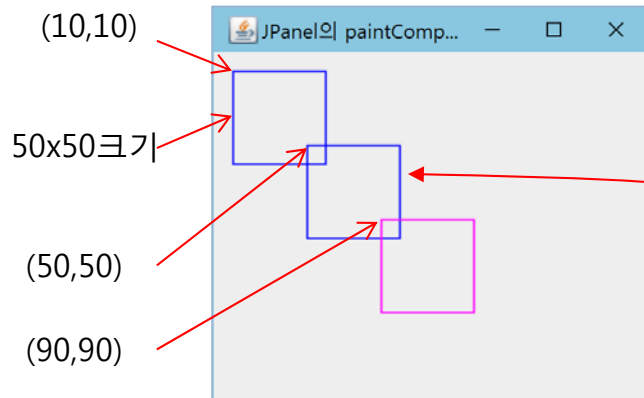 (10,10)
JPanel의 paintComp...
50x50크기
(50,50)
(90,90)